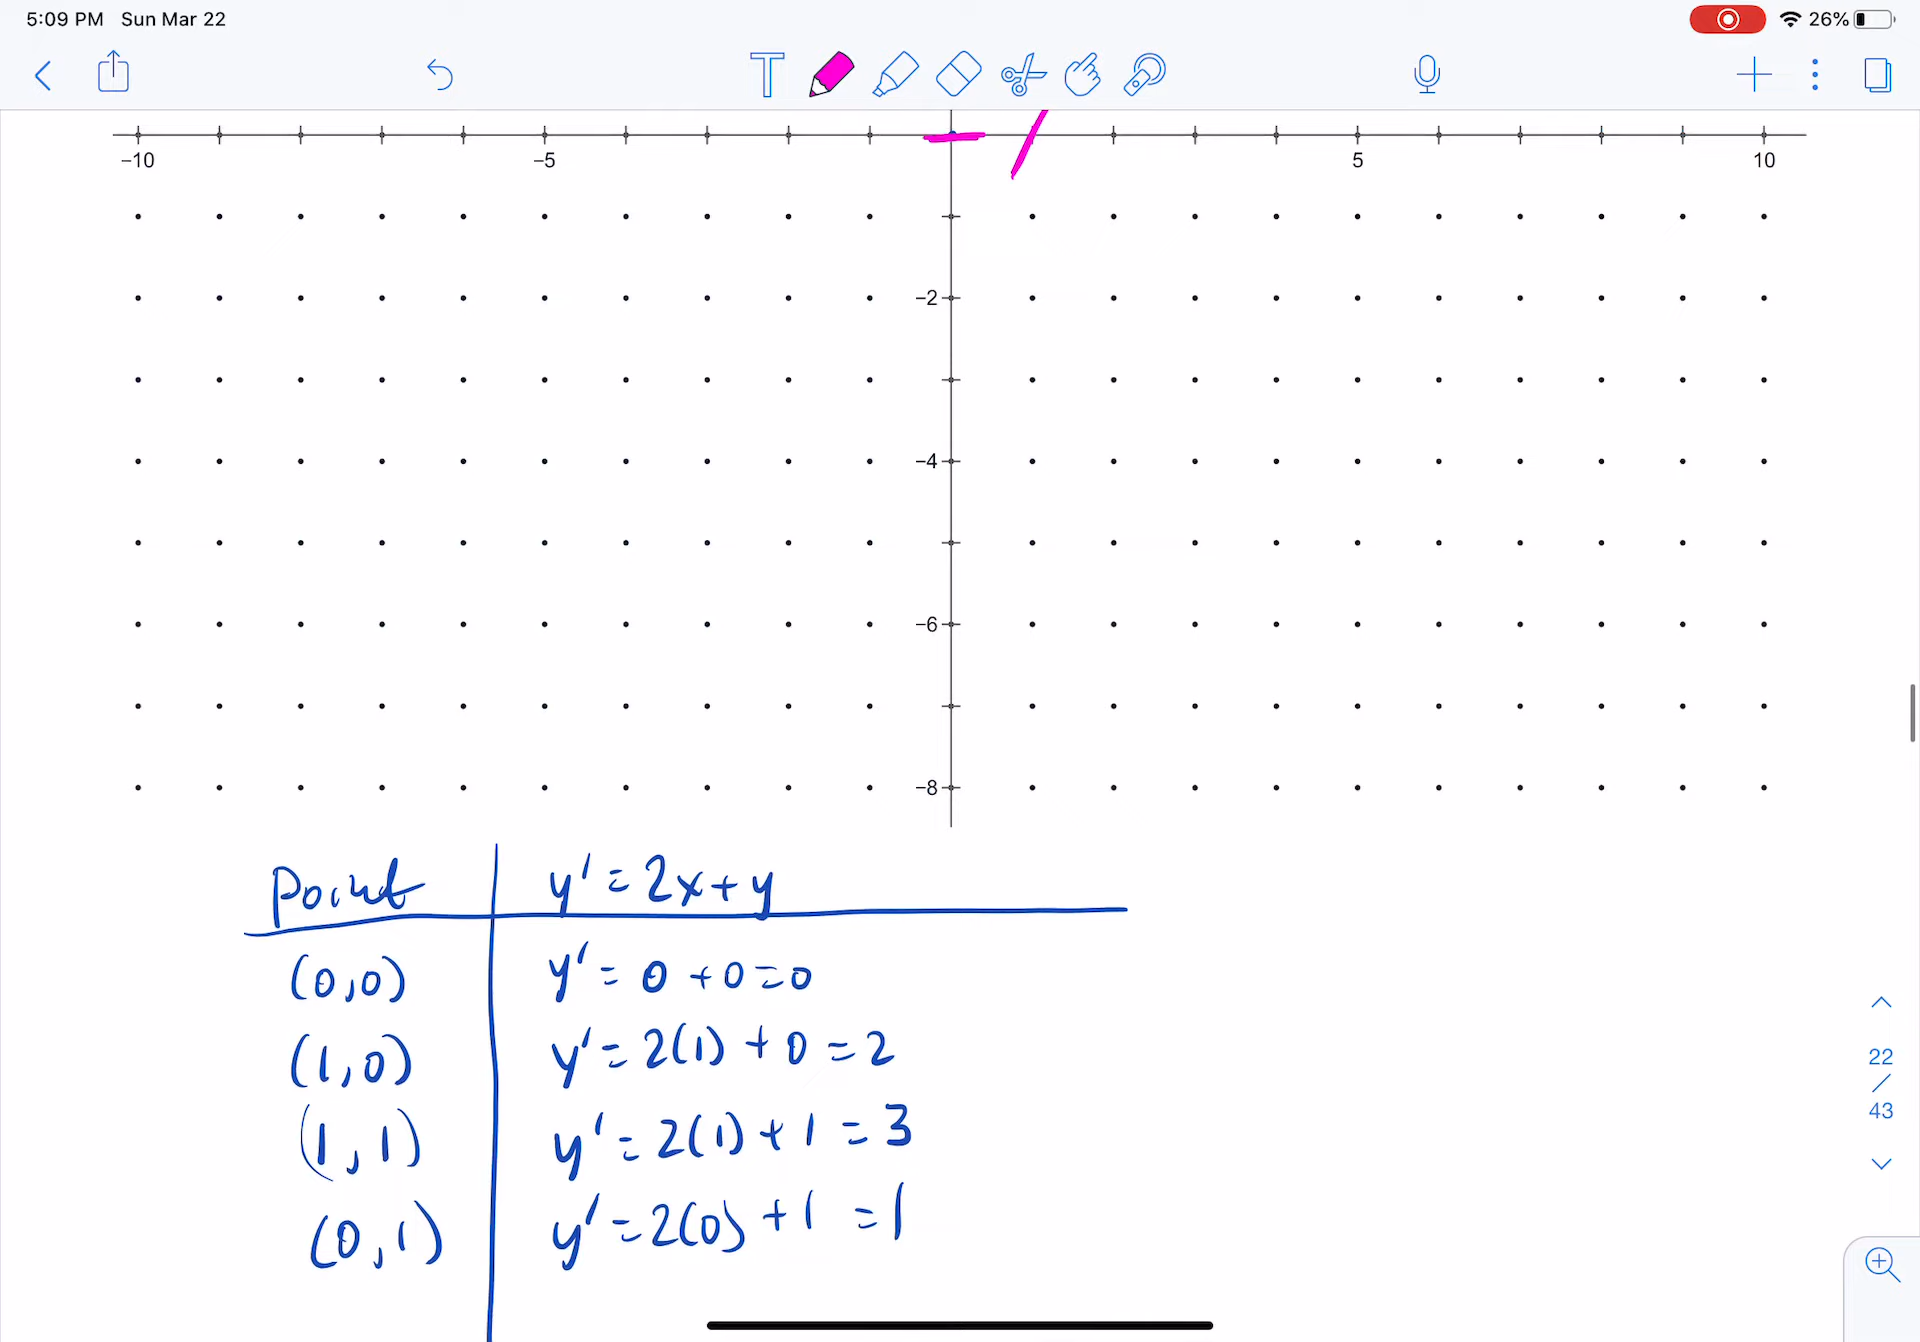 5:09 PM Sun Mar 22 26%
T
-10 -5 5 10
-2
-4
-6
-8
Point y' = 2x + y
(0,0) y' = 0 + 0 = 0
(1,0) y' = 2(1) + 0 = 2
(1,1) y' = 2(1) + 1 = 3
(0,1) y' = 2(0) + 1 = 1
22
/
43